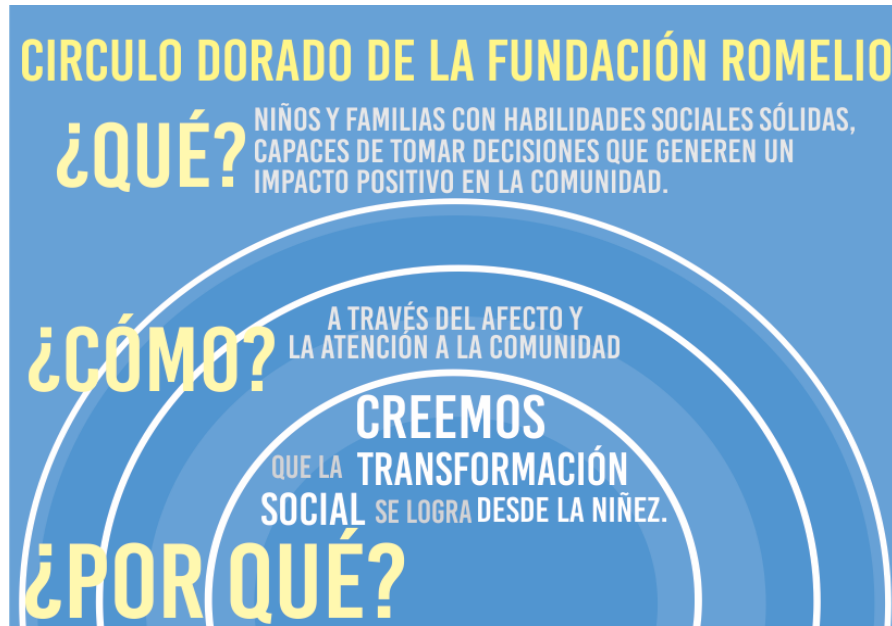 CIRCULO DORADO DE LA FUNDACIÓN ROMELIO
¿QUÉ?
NIÑOS Y FAMILIAS CON HABILIDADES SOCIALES SÓLIDAS,
CAPACES DE TOMAR DECISIONES QUE GENEREN UN
IMPACTO POSITIVO EN LA COMUNIDAD.
¿CÓMO?
A TRAVÉS DEL AFECTO Y
LA ATENCIÓN A LA COMUNIDAD
CREEMOS
QUE LA TRANSFORMACIÓN
SOCIAL SE LOGRA DESDE LA NIÑEZ.
¿POR QUÉ?